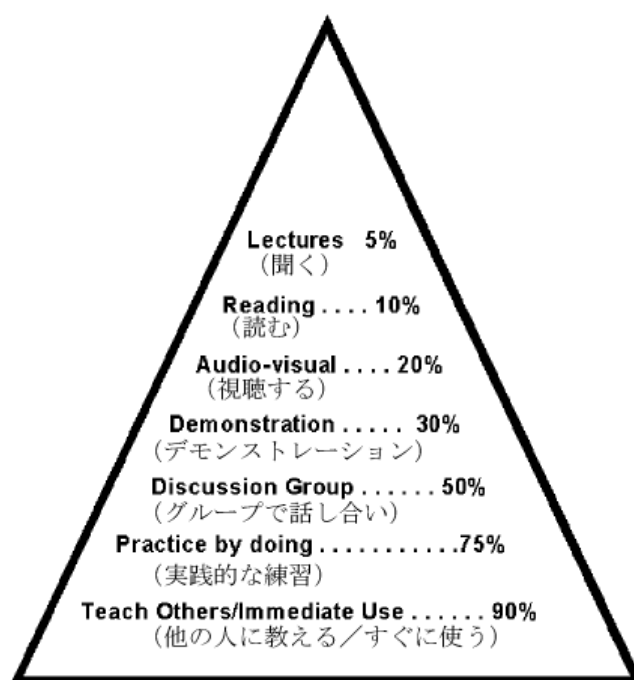 Lectures 5%
(聞く)
Reading . . . . 10%
(読む)
Audio-visual . . . . 20%
(視聴する)
Demonstration . . . . . 30%
(デモンストレーション)
Discussion Group . . . . . . 50%
(グループで話し合い)
Practice by doing . . . . . . . . . . .75%
(実践的な練習)
Teach Others/Immediate Use . . . . . . 90%
(他の人に教える/すぐに使う)